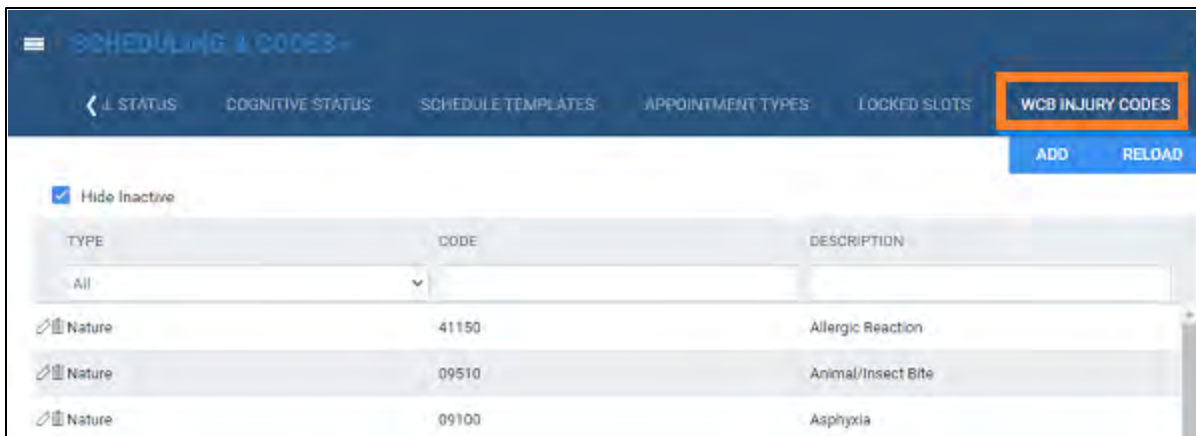 SCHEDULING & CODES
STATUS COGNITIVE STATUS SCHEDULE TEMPLATES APPOINTMENT TYPES LOCKED SLOTS WCB INJURY CODES
ADD RELOAD
Hide Inactive
TYPE CODE DESCRIPTION
All
Nature 41150 Allergic Reaction
Nature 09510 Animal/Insect Bite
Nature 09100 Asphyxia